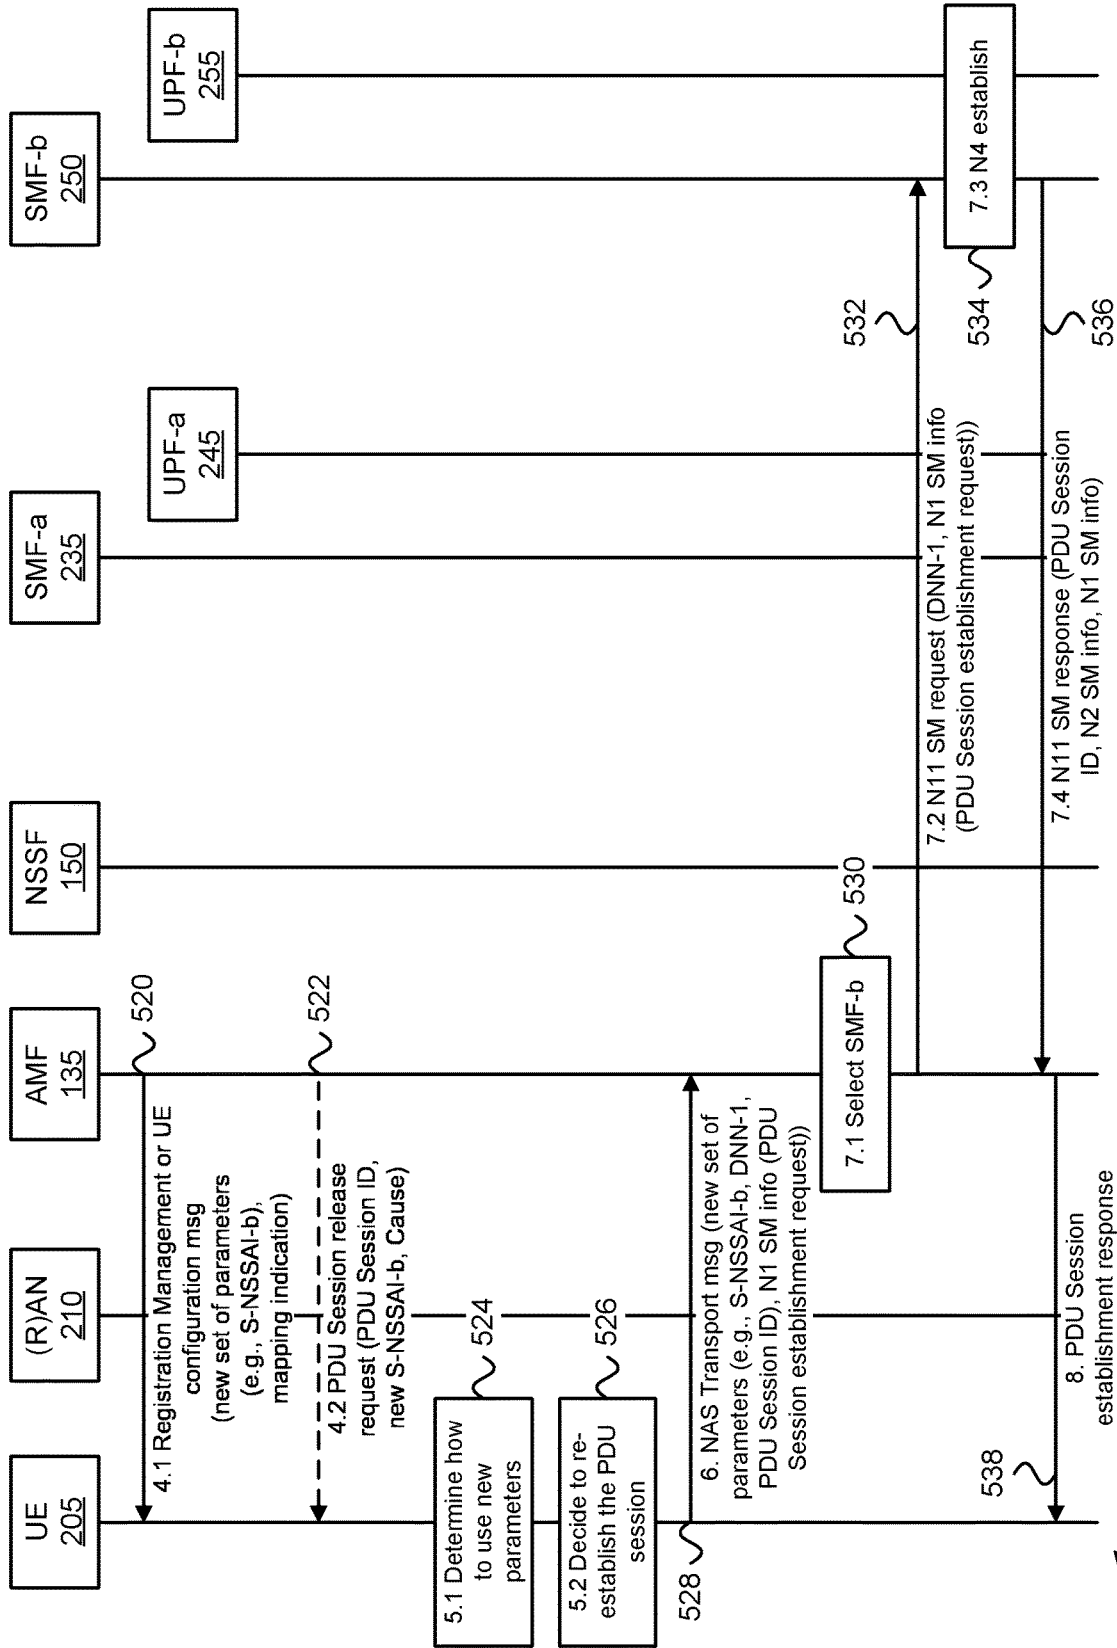 UE
205
(R)AN
210
AMF
135
NSSF
150
SMF-a
235
UPF-a
245
SMF-b
250
UPF-b
255
520
4.1 Registration Management or UE
configuration msg
(new set of parameters
(e.g., S-NSSAI-b),
mapping indication)
522
4.2 PDU Session release
request (PDU Session ID,
new S-NSSAI-b, Cause)
5.1 Determine how
to use new
parameters
524
5.2 Decide to re-
establish the PDU
session
526
528
6. NAS Transport msg (new set of
parameters (e.g., S-NSSAI-b, DNN-1,
PDU Session ID), N1 SM info (PDU
Session establishment request))
7.1 Select SMF-b
530
532
7.2 N11 SM request (DNN-1, N1 SM info
(PDU Session establishment request))
7.3 N4 establish
534
536
7.4 N11 SM response (PDU Session
ID, N2 SM info, N1 SM info)
538
8. PDU Session
establishment response